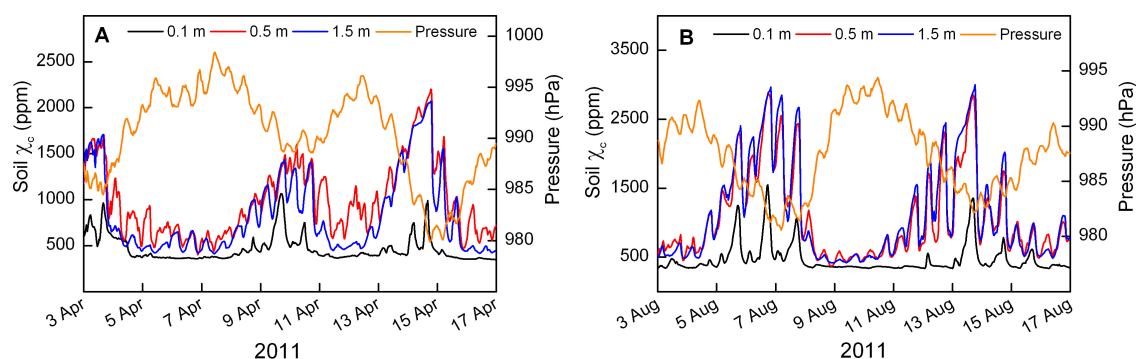 A
0.1 m 0.5 m 1.5 m Pressure
Soil χc (ppm)
2500
2000
1500
1000
500
1000
995
990
985
980
Pressure (hPa)
3 Apr 5 Apr 7 Apr 9 Apr 11 Apr 13 Apr 15 Apr 17 Apr
2011
B
0.1 m 0.5 m 1.5 m Pressure
Soil χc (ppm)
3500
2500
1500
500
995
990
985
980
Pressure (hPa)
3 Aug 5 Aug 7 Aug 9 Aug 11 Aug 13 Aug 15 Aug 17 Aug
2011